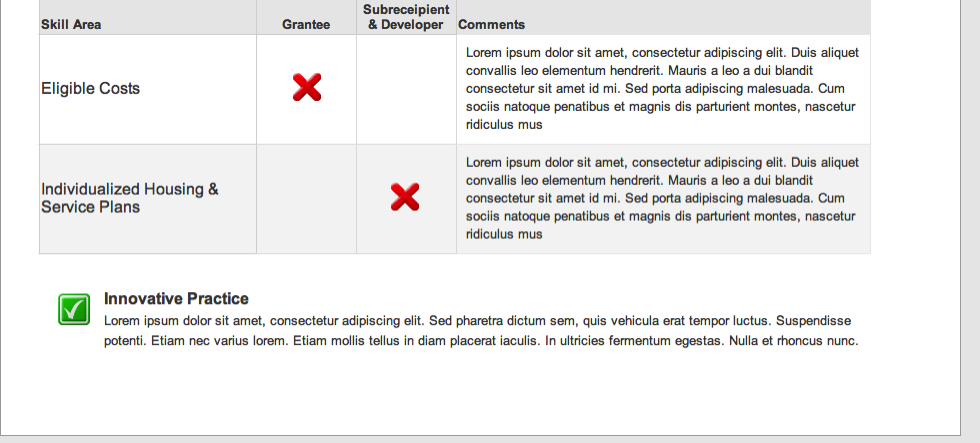 Skill Area Grantee Subreceipient & Developer Comments
Eligible Costs
Lorem ipsum dolor sit amet, consectetur adipiscing elit. Duis aliquet
convallis leo elementum hendrerit. Mauris a leo a dui blandit
consectetur sit amet id mi. Sed porta adipiscing malesuada. Cum
sociis natoque penatibus et magnis dis parturient montes, nascetur
ridiculus mus
Individualized Housing &
Service Plans
Lorem ipsum dolor sit amet, consectetur adipiscing elit. Duis aliquet
convallis leo elementum hendrerit. Mauris a leo a dui blandit
consectetur sit amet id mi. Sed porta adipiscing malesuada. Cum
sociis natoque penatibus et magnis dis parturient montes, nascetur
ridiculus mus
Innovative Practice
Lorem ipsum dolor sit amet, consectetur adipiscing elit. Sed pharetra dictum sem, quis vehicula erat tempor luctus. Suspendisse
potenti. Etiam nec varius lorem. Etiam mollis tellus in diam placerat iaculis. In ultricies fermentum egestas. Nulla et rhoncus nunc.